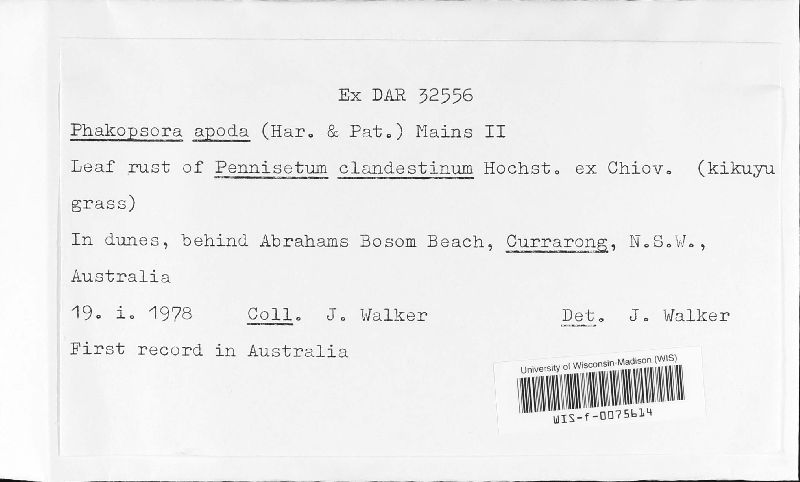 Ex DAR 32556
Phakopsora apoda (Har. & Pat.) Mains II
Leaf rust of Pennisetum clandestinum Hochst. ex Chiov. (kikuyu
grass)
In dunes, behind Abrahams Bosom Beach, Currarong, N.S.W.,
Australia
19. i. 1978 Coll. J. Walker Det. J. Walker
First record in Australia
University of Wisconsin-Madison (WIS)
WIS-f-0075614